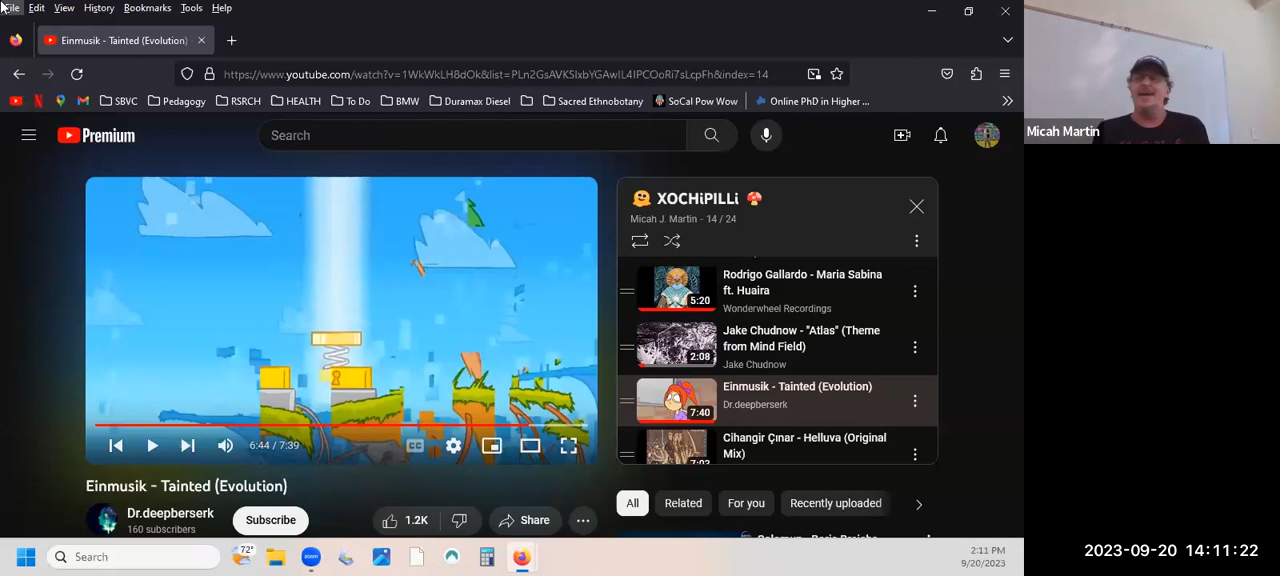 File Edit View History Bookmarks Tools Help
Einmusik - Tainted (Evolution)
https://www.youtube.com/watch?v=1WkWkLH8dOk&list=PLn2GsAVKSIxbYGAwIL4IPCOoRi7sLcpFh&index=14
SBVC Pedagogy RSRCH HEALTH To Do BMW Duramax Diesel Sacred Ethnobotany SoCal Pow Wow Online PhD in Higher ...
Premium
Search
XOCHiPILLi
Micah J. Martin - 14 / 24
Rodrigo Gallardo - Maria Sabina
ft. Huaira
Wonderwheel Recordings
5:20
Jake Chudnow - "Atlas" (Theme
from Mind Field)
Jake Chudnow
2:08
Einmusik - Tainted (Evolution)
Dr.deepberserk
7:40
Cihangir Çınar - Helluva (Original
Mix)
6:44 / 7:39
CC
Einmusik - Tainted (Evolution)
Dr.deepberserk
160 subscribers
Subscribe
1.2K
Share
All Related For you Recently uploaded
72°
Search
zoom
2:11 PM
9/20/2023
Micah Martin
2023-09-20 14:11:22